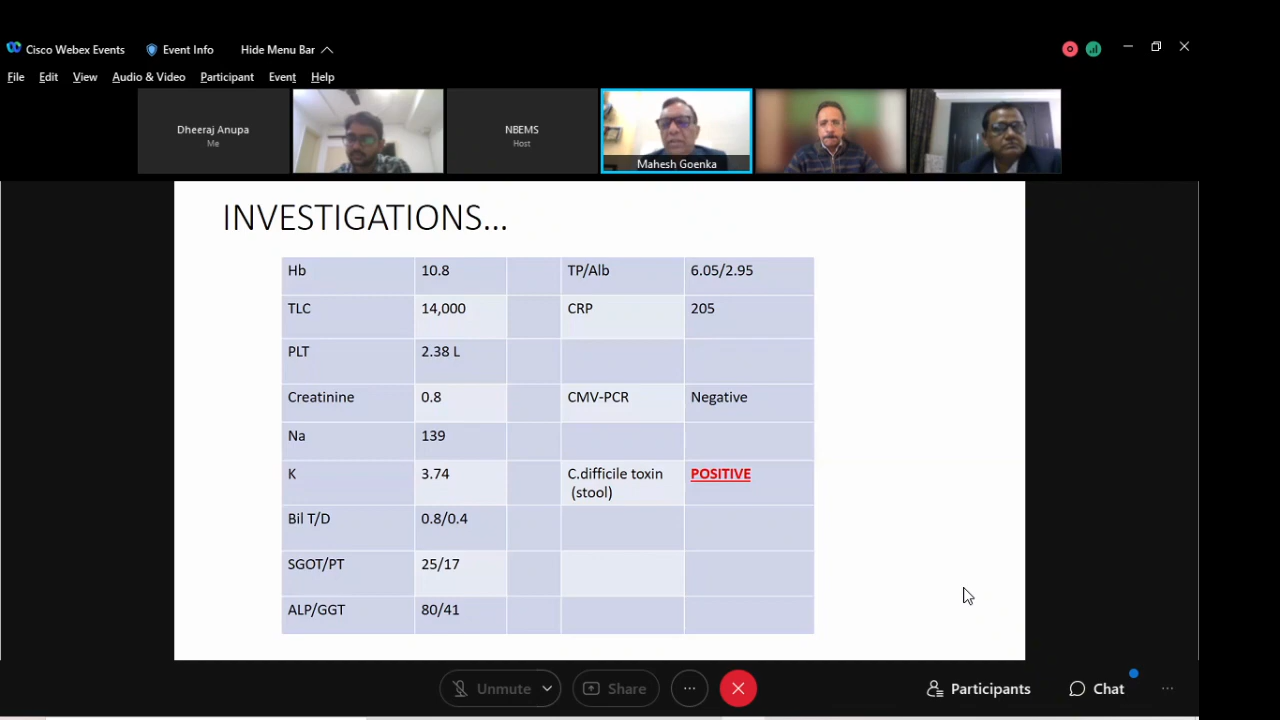 Cisco Webex Events Event Info Hide Menu Bar
File Edit View Audio & Video Participant Event Help
Dheeraj Anupa
Me
NBEMS
Host
Mahesh Goenka
INVESTIGATIONS...
Hb 10.8 TP/Alb 6.05/2.95
TLC 14,000 CRP 205
PLT 2.38 L
Creatinine 0.8 CMV-PCR Negative
Na 139
K 3.74 C.difficile toxin POSITIVE
(stool)
Bil T/D 0.8/0.4
SGOT/PT 25/17
ALP/GGT 80/41
Unmute Share Participants Chat